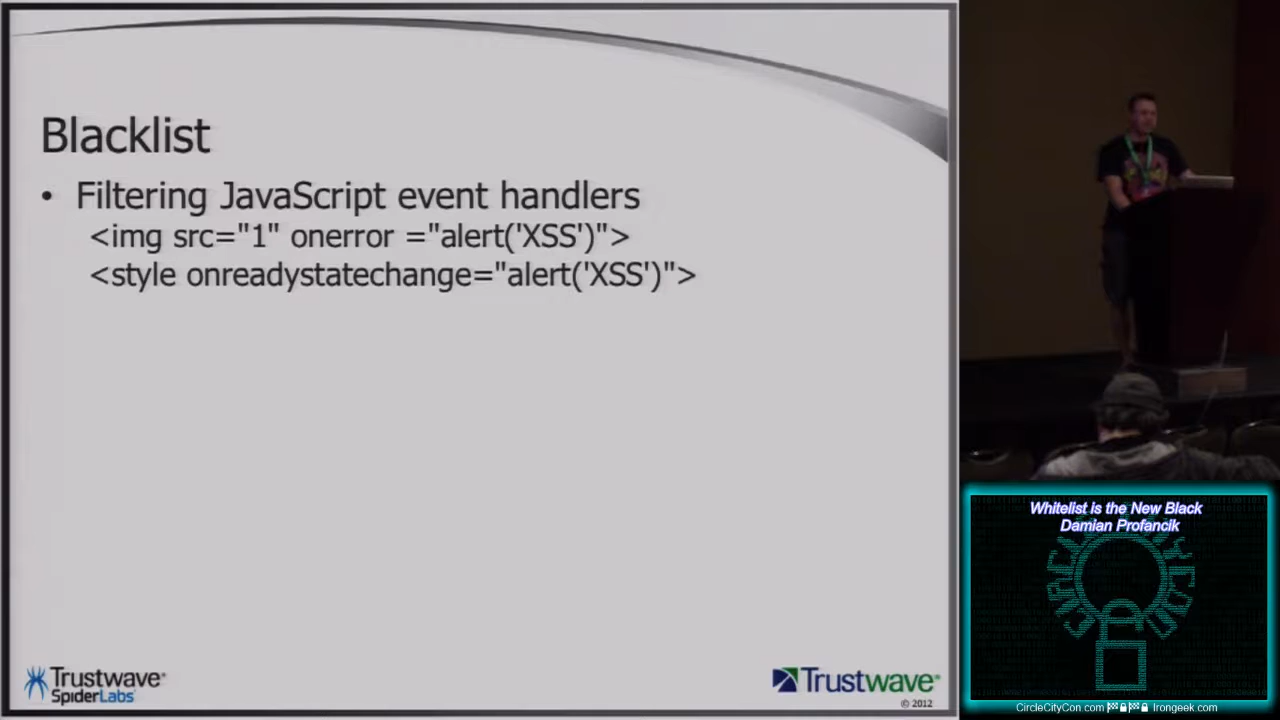 Blacklist
• Filtering JavaScript event handlers
<img src="1" onerror ="alert('XSS')">
<style onreadystatechange="alert('XSS')">
Trustwave®
SpiderLabs®
Trustwave®
© 2012
Whitelist is the New Black
Damian Profancik
CircleCityCon.com Irongeek.com